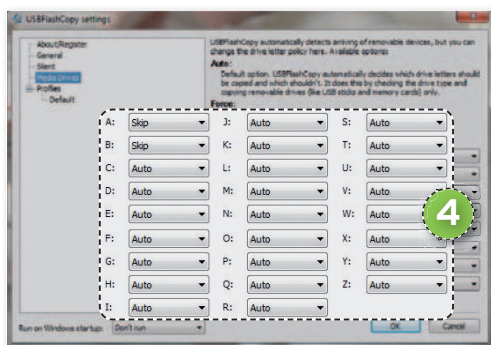 USBFlashCopy settings
About/Register
General
Silent
Media Drives
Profiles
Default
USBFlashCopy automatically detects arriving of removable devices, but you can
change the drive letter policy here. Available options:
Auto:
Default option. USBFlashCopy automatically decides which drive letters should
be copied and which shouldn't. It does this by checking the drive type and
copying removable drives (like USB sticks and memory cards) only.
Force:
A: Skip J: Auto S: Auto
B: Skip K: Auto T: Auto
C: Auto L: Auto U: Auto
D: Auto M: Auto V: Auto
E: Auto N: Auto W: Auto
4
F: Auto O: Auto X: Auto
G: Auto P: Auto Y: Auto
H: Auto Q: Auto Z: Auto
I: Auto R: Auto
Run on Windows startup: Don't run OK Cancel